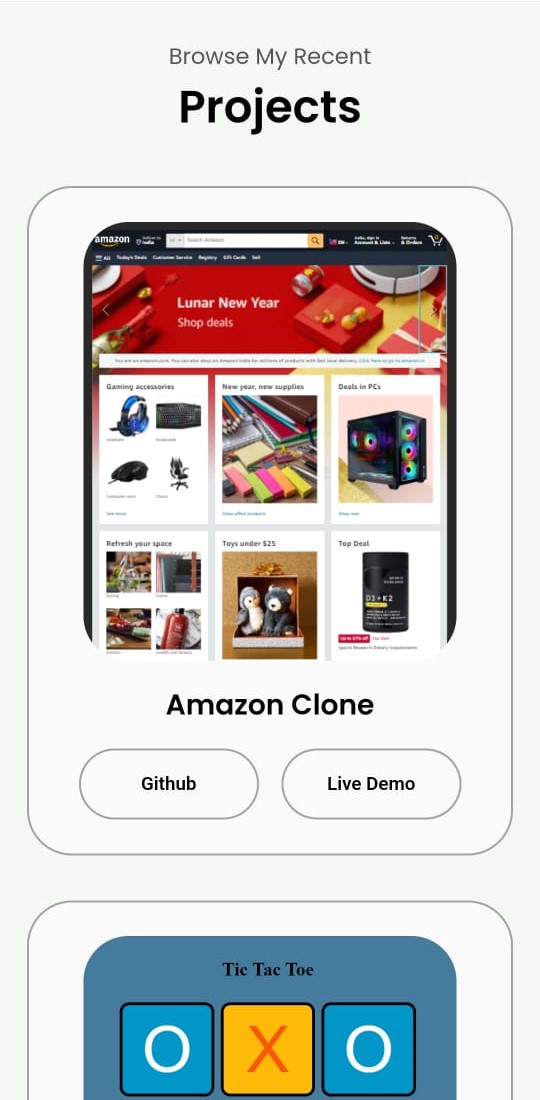 Browse My Recent
Projects
amazon
Deliver to
India
All
Search Amazon
EN
India, sign in
Account & Lists
Returns
& Orders
All Today's Deals Customer Service Registry Gift Cards Sell
Lunar New Year
Shop deals
You are on amazon.com. You can also shop on Amazon India for millions of products with fast local delivery. Click here to go to amazon.in
Gaming accessories
New year, new supplies
Deals in PCs
Headsets
Keyboards
Computer mice
Chairs
See more
Shop office products
Shop now
Refresh your space
Toys under $25
Top Deal
Dining
Home
Kitchen
Health and Beauty
SPORTS RESEARCH
D3 + K2
Up to 27% off
Top deal
Sports Research Dietary Supplements
Amazon Clone
Github
Live Demo
Tic Tac Toe
O X O